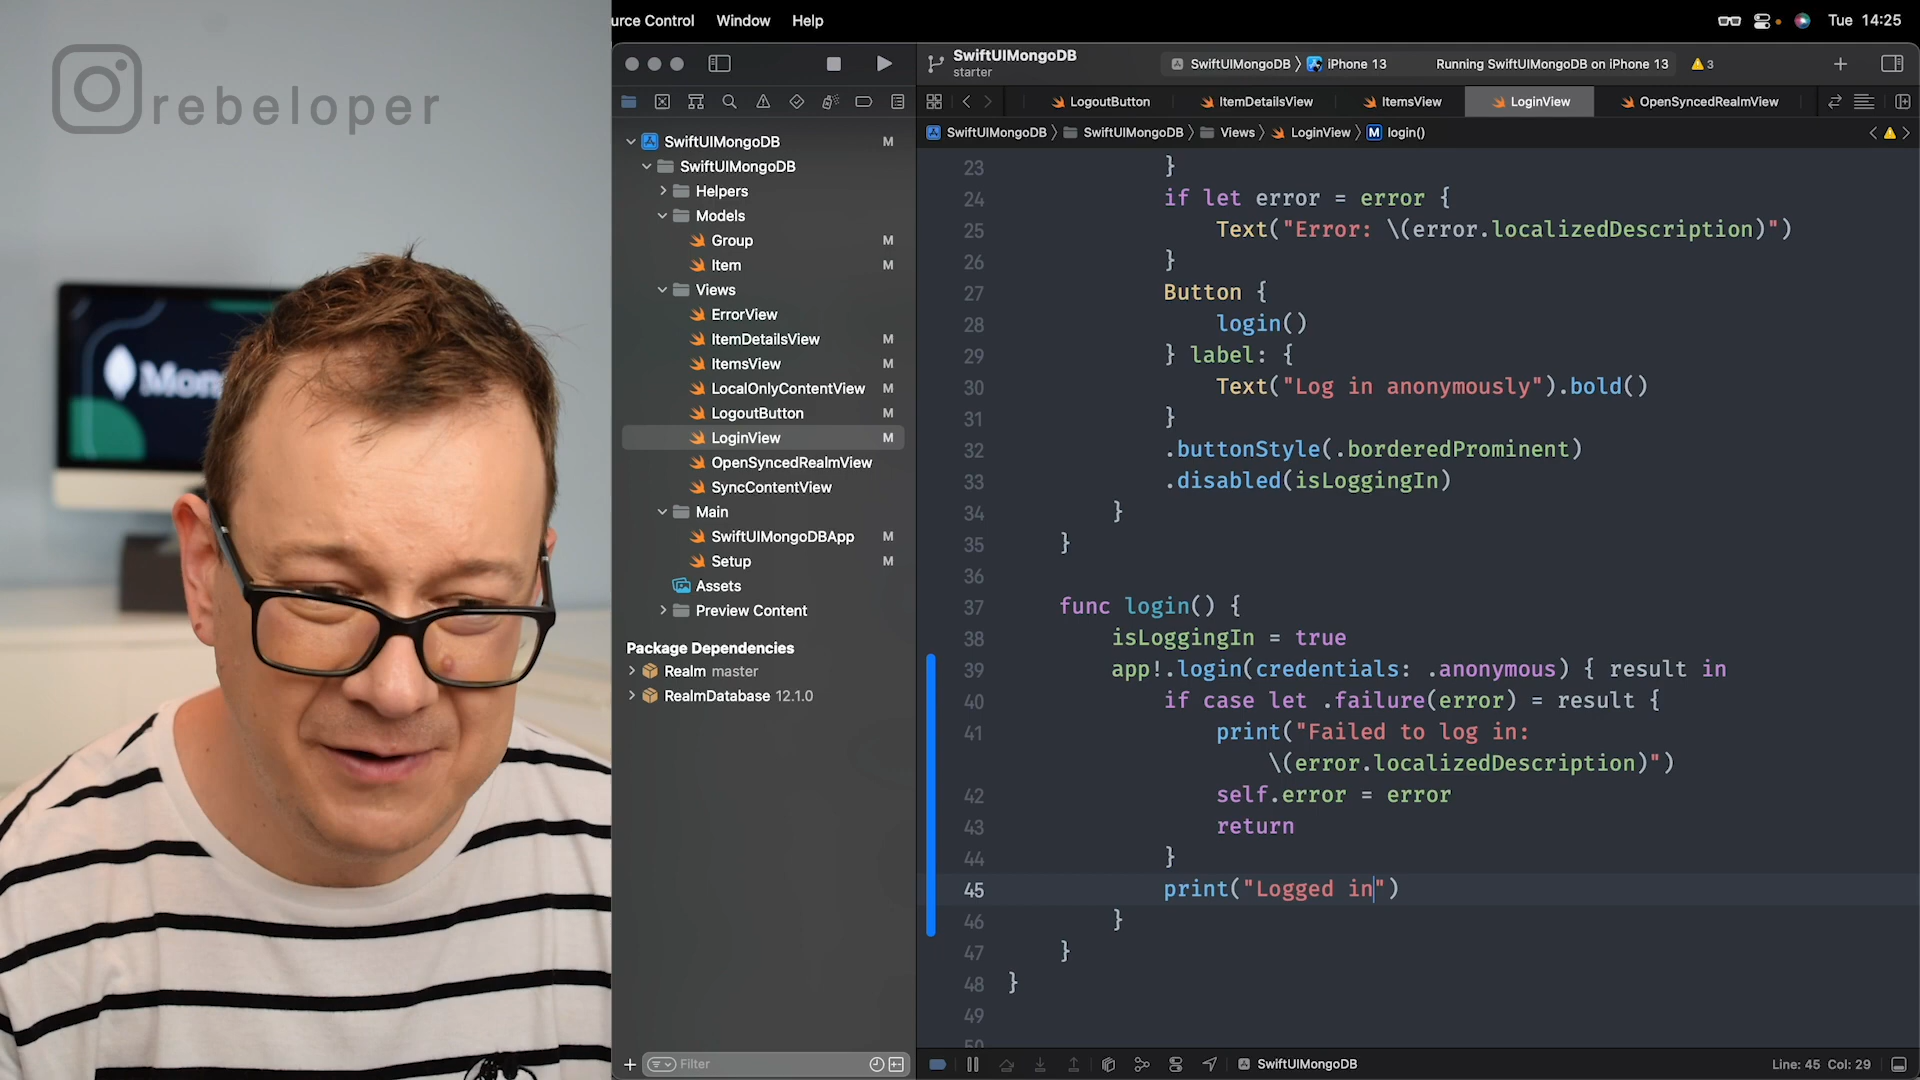 urce Control Window Help
Tue 14:25
rebeloper
SwiftUIMongoDB
starter
SwiftUIMongoDB iPhone 13
Running SwiftUIMongoDB on iPhone 13
3
LogoutButton
ItemDetailsView
ItemsView
LoginView
OpenSyncedRealmView
SwiftUIMongoDB
SwiftUIMongoDB
Views
LoginView
M login()
SwiftUIMongoDB M
SwiftUIMongoDB
Helpers
Models
Group M
Item M
Views
ErrorView
ItemDetailsView M
ItemsView M
LocalOnlyContentView M
LogoutButton M
LoginView M
OpenSyncedRealmView
SyncContentView
Main
SwiftUIMongoDBApp M
Setup M
Assets
Preview Content
Package Dependencies
Realm master
RealmDatabase 12.1.0
Filter
Mon
23 }
24 if let error = error {
25 Text("Error: \(error.localizedDescription)")
26 }
27 Button {
28 login()
29 } label: {
30 Text("Log in anonymously").bold()
31 }
32 .buttonStyle(.borderedProminent)
33 .disabled(isLoggingIn)
34 }
35 }
36
37 func login() {
38 isLoggingIn = true
39 app!.login(credentials: .anonymous) { result in
40 if case let .failure(error) = result {
41 print("Failed to log in:
\(error.localizedDescription)")
42 self.error = error
43 return
44 }
45 print("Logged in")
46 }
47 }
48 }
49
50
SwiftUIMongoDB
Line: 45 Col: 29